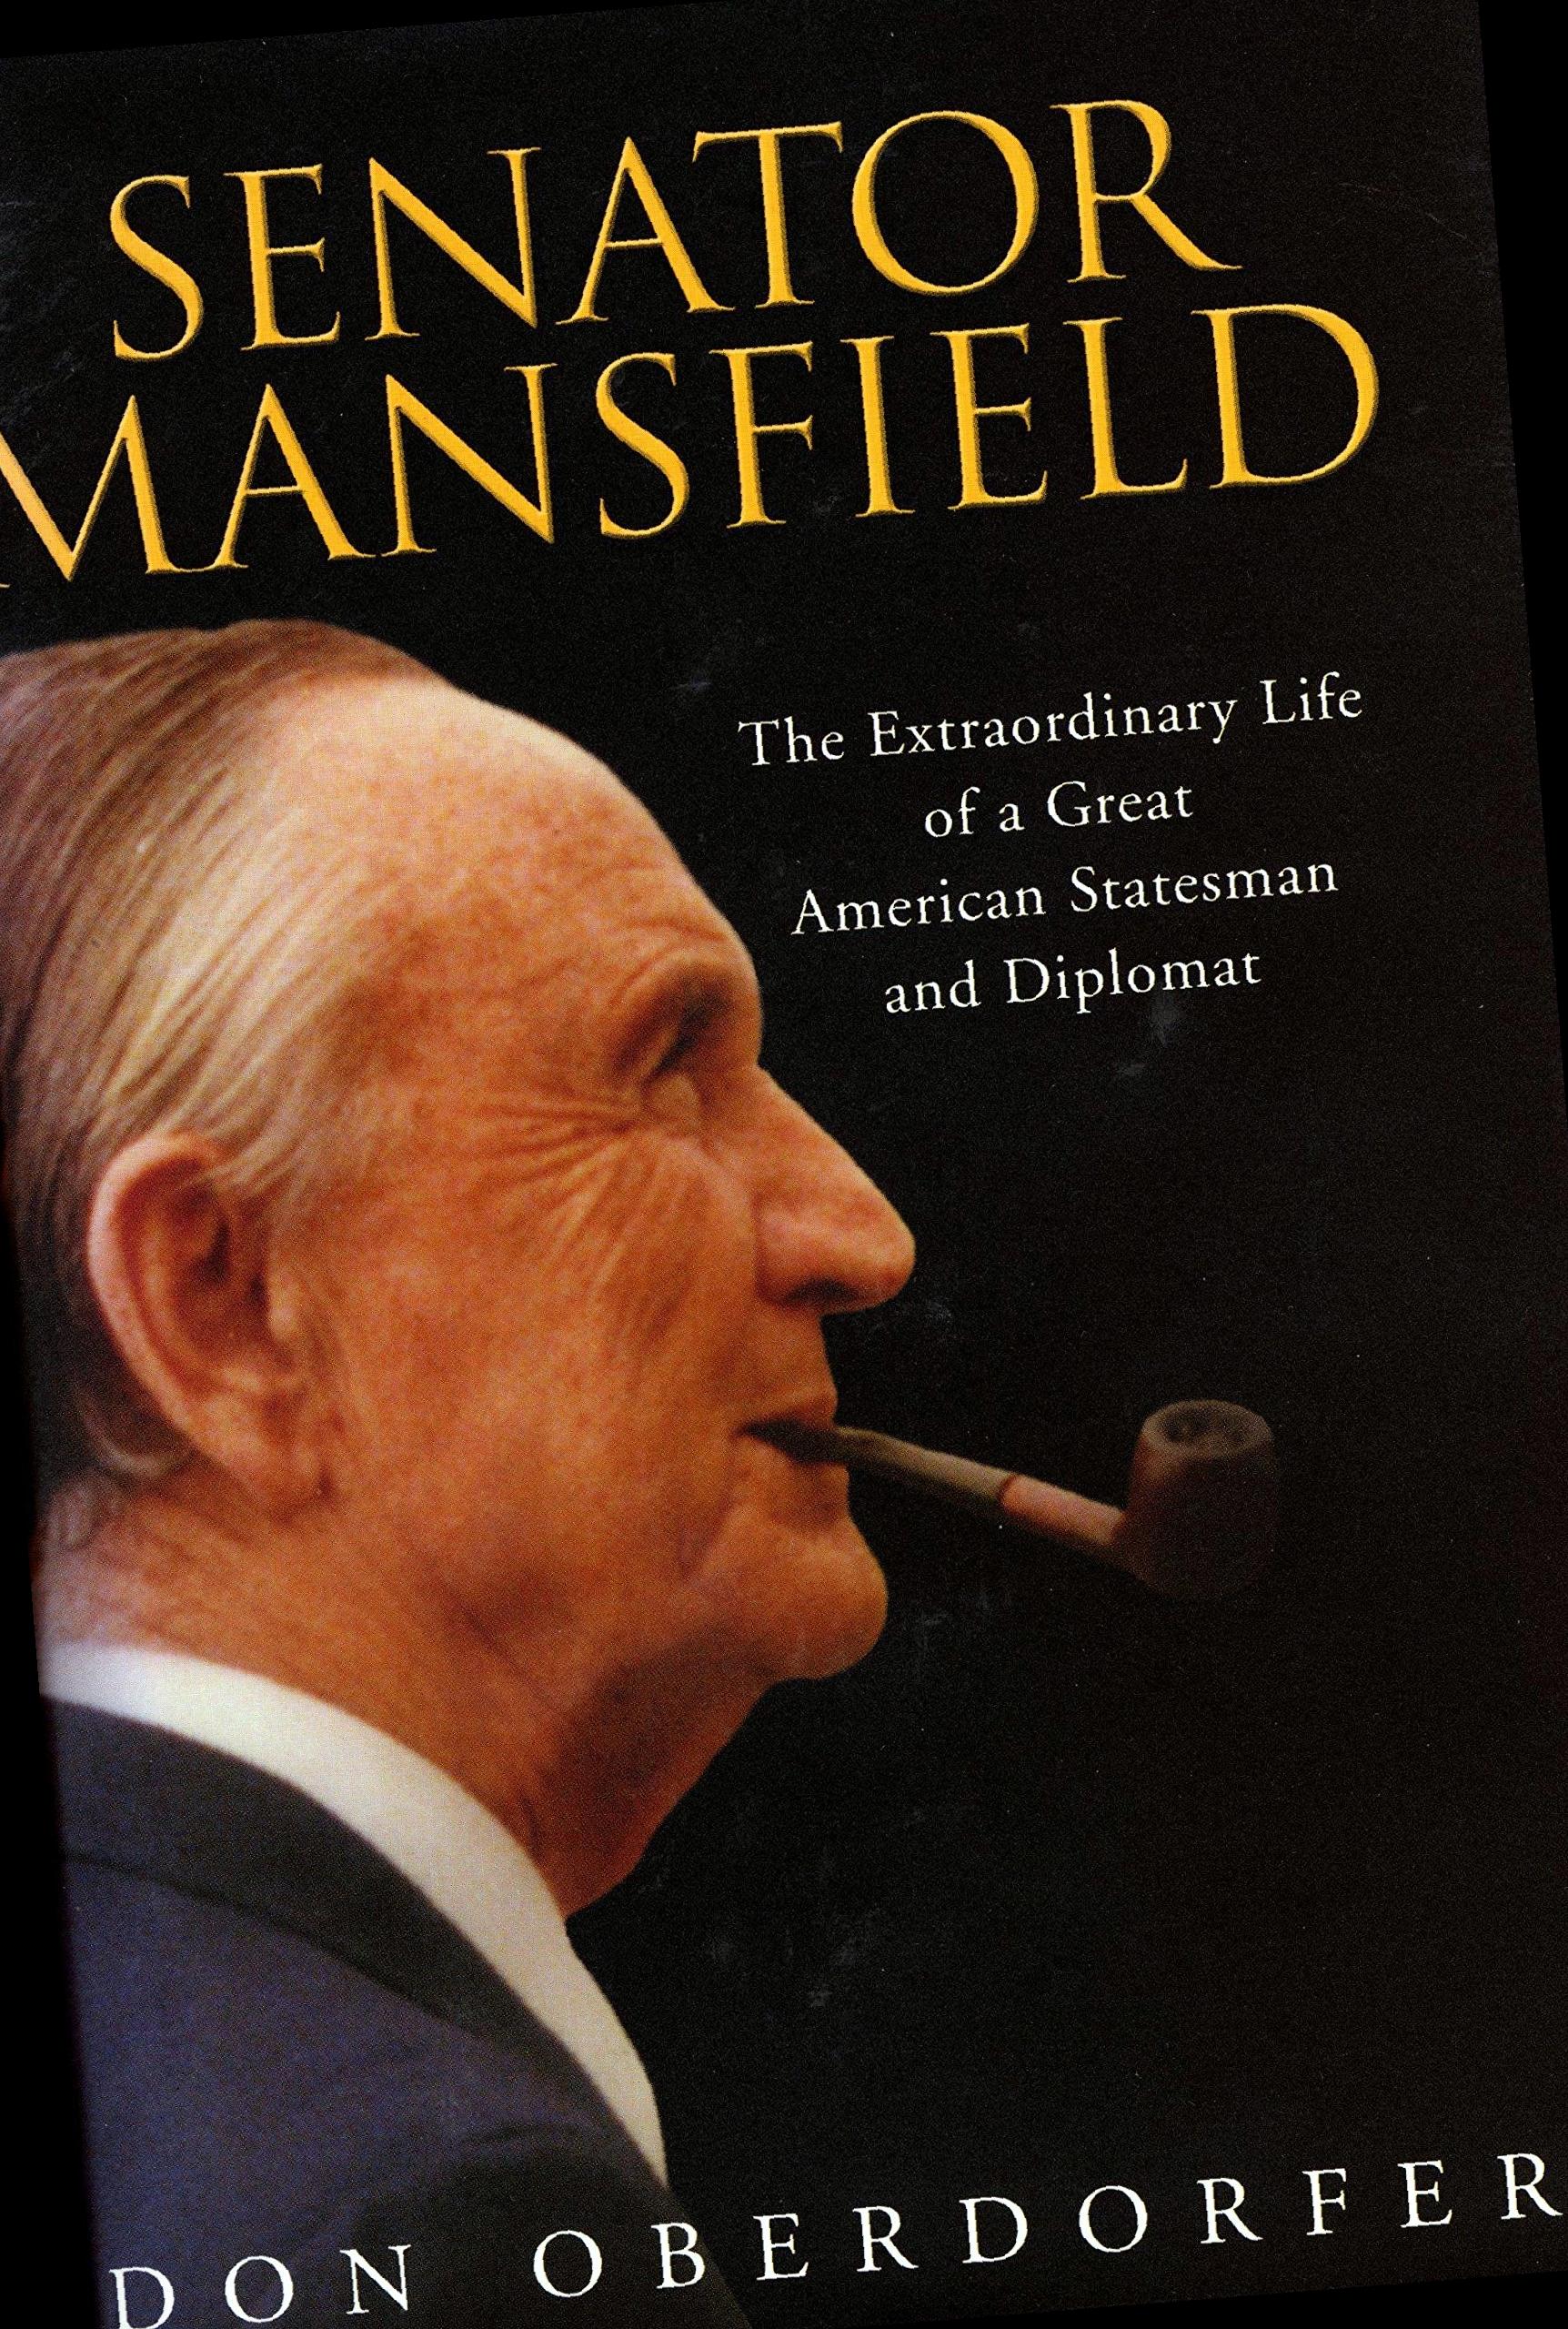 SENATOR
MANSFIELD
The Extraordinary Life
of a Great
American Statesman
and Diplomat
DON OBERDORFER